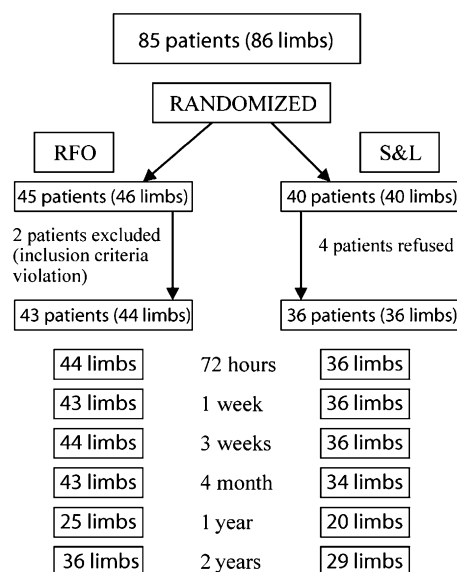 85 patients (86 limbs)
RANDOMIZED
RFO
S&L
45 patients (46 limbs)
40 patients (40 limbs)
2 patients excluded
(inclusion criteria
violation)
4 patients refused
43 patients (44 limbs)
36 patients (36 limbs)
44 limbs 72 hours 36 limbs
43 limbs 1 week 36 limbs
44 limbs 3 weeks 36 limbs
43 limbs 4 month 34 limbs
25 limbs 1 year 20 limbs
36 limbs 2 years 29 limbs